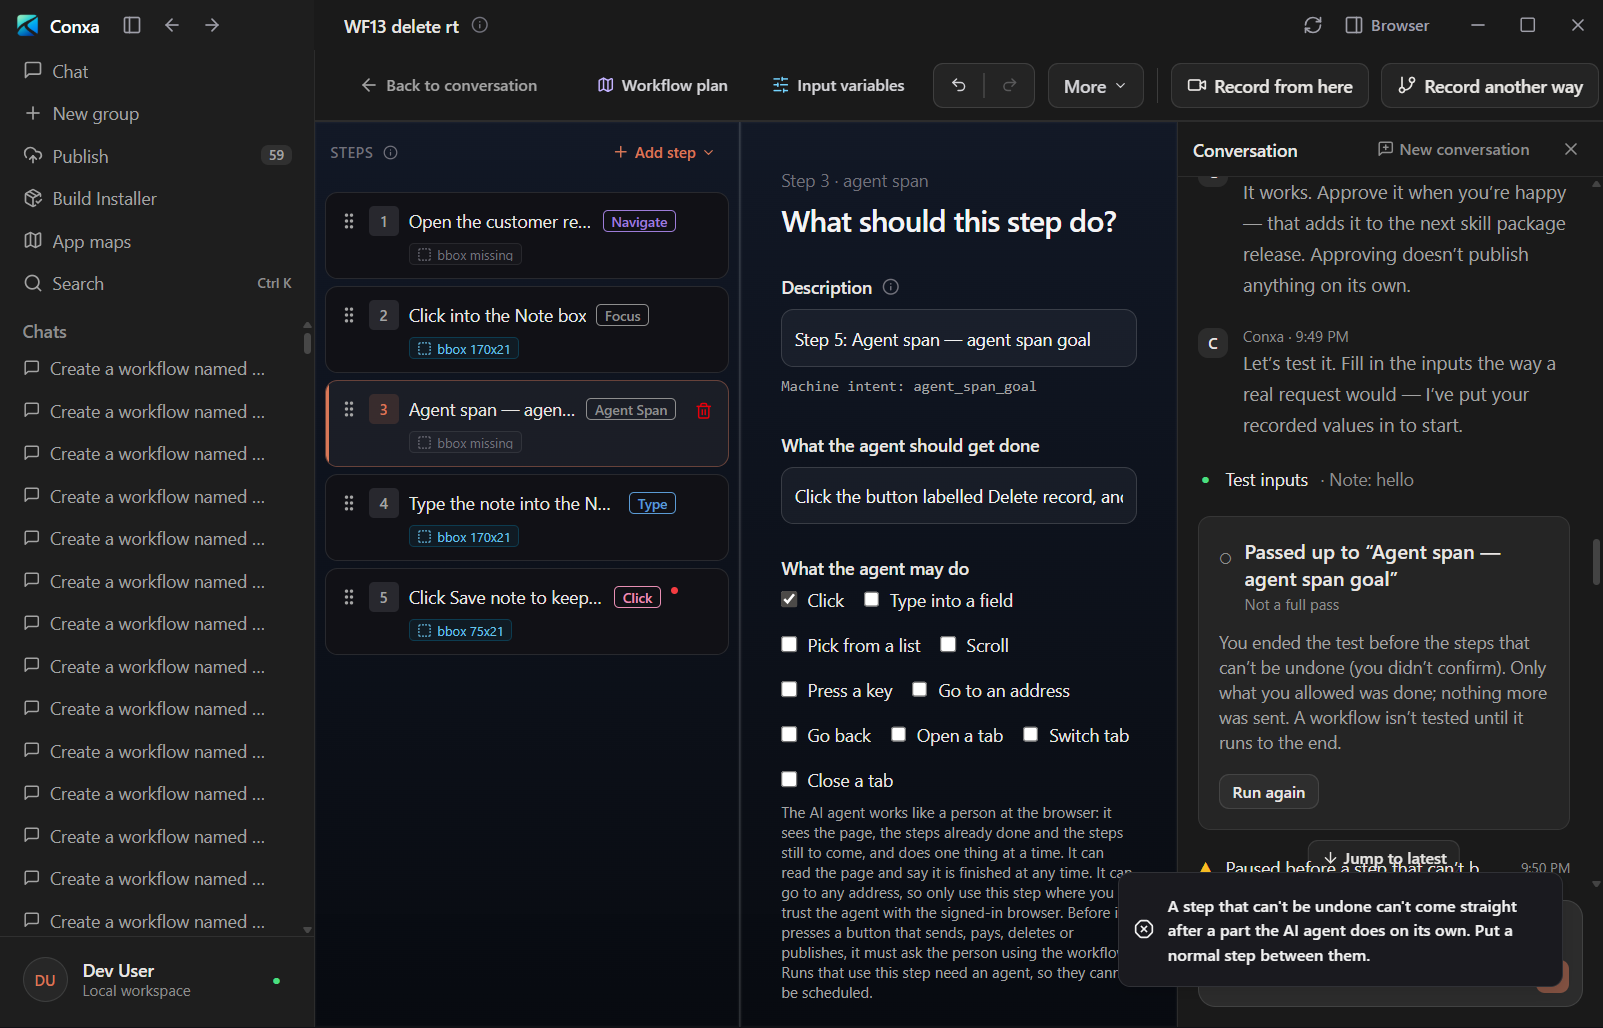 Conxa
WF13 delete rt
Browser
Chat
New group
Publish
59
Build Installer
App maps
Search
Ctrl K
Chats
Create a workflow named ...
Create a workflow named ...
Create a workflow named ...
Create a workflow named ...
Create a workflow named ...
Create a workflow named ...
Create a workflow named ...
Create a workflow named ...
Create a workflow named ...
Create a workflow named ...
Create a workflow named ...
Create a workflow named ...
Create a workflow named ...
Create a workflow named ...
DU
Dev User
Local workspace
Back to conversation
Workflow plan
Input variables
More
Record from here
Record another way
STEPS
Add step
1
Open the customer re...
Navigate
bbox missing
2
Click into the Note box
Focus
bbox 170x21
3
Agent span — agen...
Agent Span
bbox missing
4
Type the note into the N...
Type
bbox 170x21
5
Click Save note to keep...
Click
bbox 75x21
Step 3 · agent span
What should this step do?
Description
Step 5: Agent span — agent span goal
Machine intent: agent_span_goal
What the agent should get done
Click the button labelled Delete record, and
What the agent may do
Click
Type into a field
Pick from a list
Scroll
Press a key
Go to an address
Go back
Open a tab
Switch tab
Close a tab
The AI agent works like a person at the browser: it
sees the page, the steps already done and the steps
still to come, and does one thing at a time. It can
read the page and say it is finished at any time. It can
go to any address, so only use this step where you
trust the agent with the signed-in browser. Before i
presses a button that sends, pays, deletes or
publishes, it must ask the person using the workflo
Runs that use this step need an agent, so they cann
be scheduled.
Conversation
New conversation
It works. Approve it when you’re happy
— that adds it to the next skill package
release. Approving doesn’t publish
anything on its own.
C
Conxa · 9:49 PM
Let’s test it. Fill in the inputs the way a
real request would — I’ve put your
recorded values in to start.
Test inputs · Note: hello
Passed up to “Agent span —
agent span goal”
Not a full pass
You ended the test before the steps that
can’t be undone (you didn’t confirm). Only
what you allowed was done; nothing more
was sent. A workflow isn’t tested until it
runs to the end.
Run again
Jump to latest
Paused before a step that can’t b
9:50 PM
A step that can't be undone can't come straight
after a part the AI agent does on its own. Put a
normal step between them.